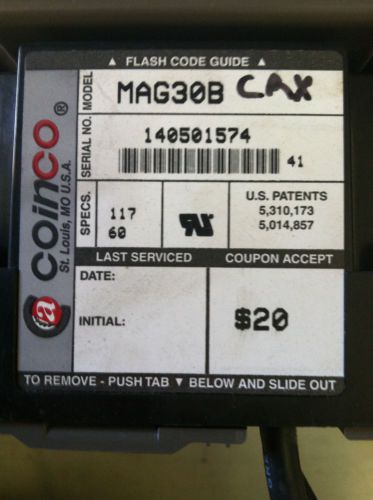 ▲ FLASH CODE GUIDE ▲
MODEL
MAG30B CRX
SERIAL NO.
140501574
41
SPECS.
117
60
U.S. PATENTS
5,310,173
5,014,857
LAST SERVICED
COUPON ACCEPT
DATE:
INITIAL:
$20
TO REMOVE - PUSH TAB ▼ BELOW AND SLIDE OUT
coinco®
St. Louis, MO U.S.A.